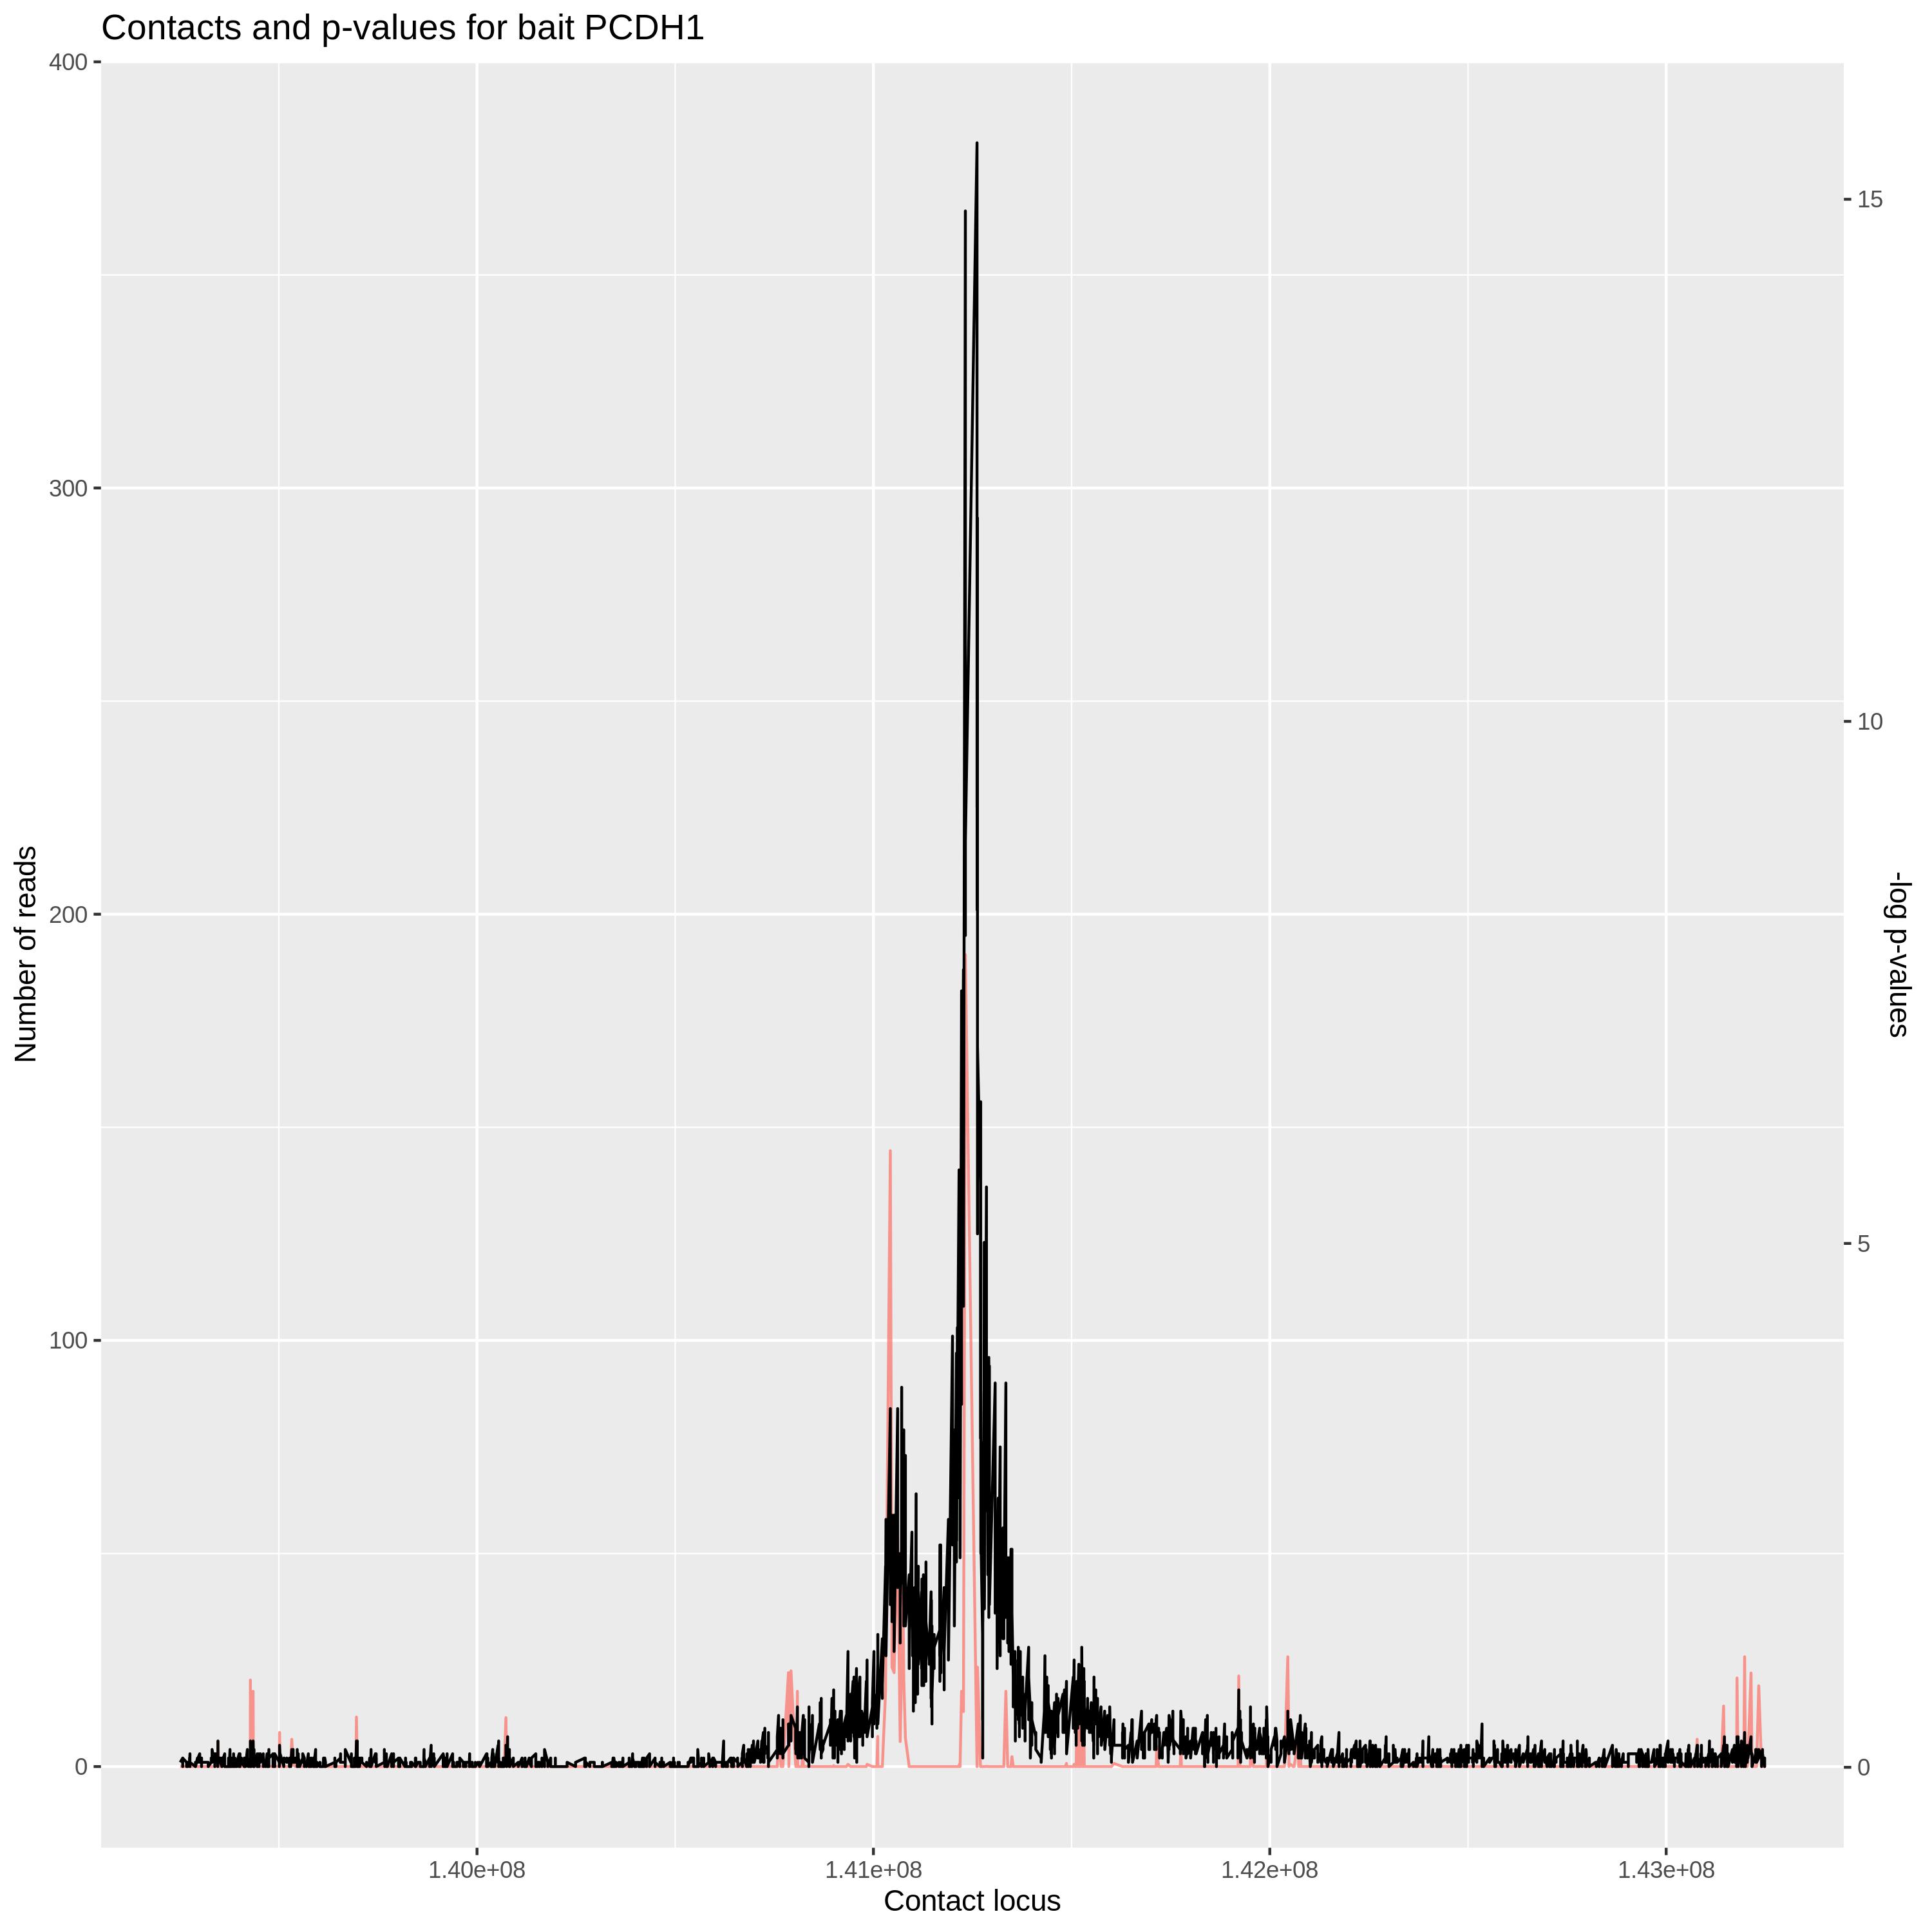 Contacts and p-values for bait PCDH1
400
300
200
100
0
Number of reads
15
10
5
0
-log p-values
1.40e+08
1.41e+08
1.42e+08
1.43e+08
Contact locus